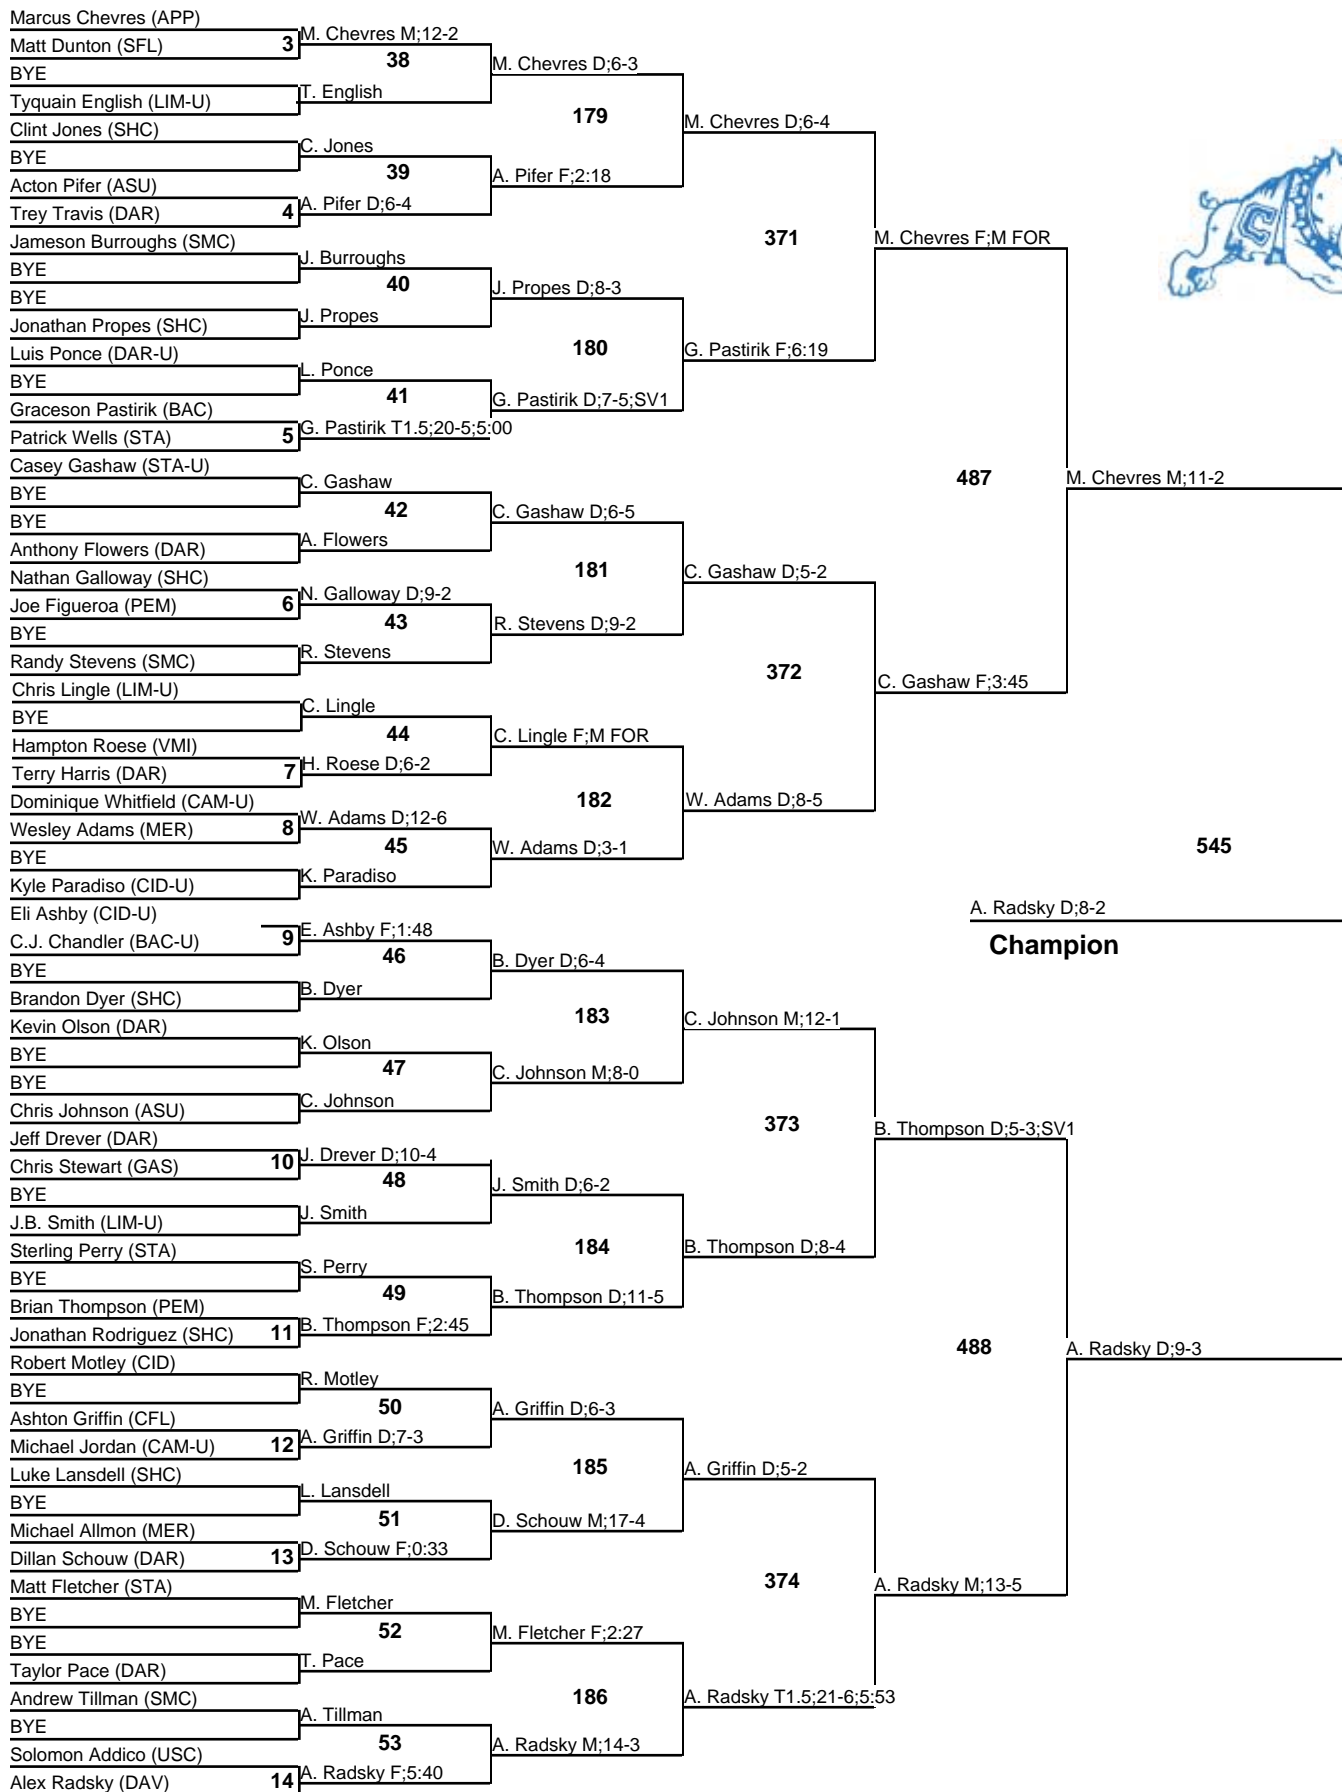 Marcus Chevres (APP)
Matt Dunton (SFL) 3 M. Chevres M;12-2
38
M. Chevres D;6-3
BYE
Tyquain English (LIM-U) T. English
179
M. Chevres D;6-4
Clint Jones (SHC)
C. Jones
BYE
39
A. Pifer F;2:18
Acton Pifer (ASU)
Trey Travis (DAR) 4 A. Pifer D;6-4
371
M. Chevres F;M FOR
Jameson Burroughs (SMC)
J. Burroughs
BYE
40
J. Propes D;8-3
BYE
Jonathan Propes (SHC) J. Propes
180
G. Pastirik F;6:19
Luis Ponce (DAR-U)
L. Ponce
BYE
41
G. Pastirik D;7-5;SV1
Graceson Pastirik (BAC)
Patrick Wells (STA) 5 G. Pastirik T1.5;20-5;5:00
487
M. Chevres M;11-2
Casey Gashaw (STA-U)
C. Gashaw
BYE
42
C. Gashaw D;6-5
BYE
Anthony Flowers (DAR) A. Flowers
181
C. Gashaw D;5-2
Nathan Galloway (SHC)
N. Galloway D;9-2
Joe Figueroa (PEM) 6
43
R. Stevens D;9-2
BYE
Randy Stevens (SMC) R. Stevens
372
C. Gashaw F;3:45
Chris Lingle (LIM-U)
C. Lingle
BYE
44
C. Lingle F;M FOR
Hampton Roese (VMI)
Terry Harris (DAR) 7 H. Roese D;6-2
182
W. Adams D;8-5
Dominique Whitfield (CAM-U)
Wesley Adams (MER) 8 W. Adams D;12-6
45
W. Adams D;3-1
BYE
Kyle Paradiso (CID-U) K. Paradiso
545
A. Radsky D;8-2
Champion
Eli Ashby (CID-U)
C.J. Chandler (BAC-U) 9 E. Ashby F;1:48
46
B. Dyer D;6-4
BYE
Brandon Dyer (SHC) B. Dyer
183
C. Johnson M;12-1
Kevin Olson (DAR)
K. Olson
BYE
47
C. Johnson M;8-0
BYE
Chris Johnson (ASU) C. Johnson
373
B. Thompson D;5-3;SV1
Jeff Drever (DAR)
Chris Stewart (GAS) 10 J. Drever D;10-4
48
J. Smith D;6-2
BYE
J.B. Smith (LIM-U) J. Smith
184
B. Thompson D;8-4
Sterling Perry (STA)
S. Perry
BYE
49
B. Thompson D;11-5
Brian Thompson (PEM)
Jonathan Rodriguez (SHC) 11 B. Thompson F;2:45
488
A. Radsky D;9-3
Robert Motley (CID)
R. Motley
BYE
50
A. Griffin D;6-3
Ashton Griffin (CFL)
Michael Jordan (CAM-U) 12 A. Griffin D;7-3
185
A. Griffin D;5-2
Luke Lansdell (SHC)
L. Lansdell
BYE
51
D. Schouw M;17-4
Michael Allmon (MER)
Dillan Schouw (DAR) 13 D. Schouw F;0:33
374
A. Radsky M;13-5
Matt Fletcher (STA)
M. Fletcher
BYE
52
M. Fletcher F;2:27
BYE
Taylor Pace (DAR) T. Pace
186
A. Radsky T1.5;21-6;5:53
Andrew Tillman (SMC)
A. Tillman
BYE
53
A. Radsky M;14-3
Solomon Addico (USC)
Alex Radsky (DAV) 14 A. Radsky F;5:40
C